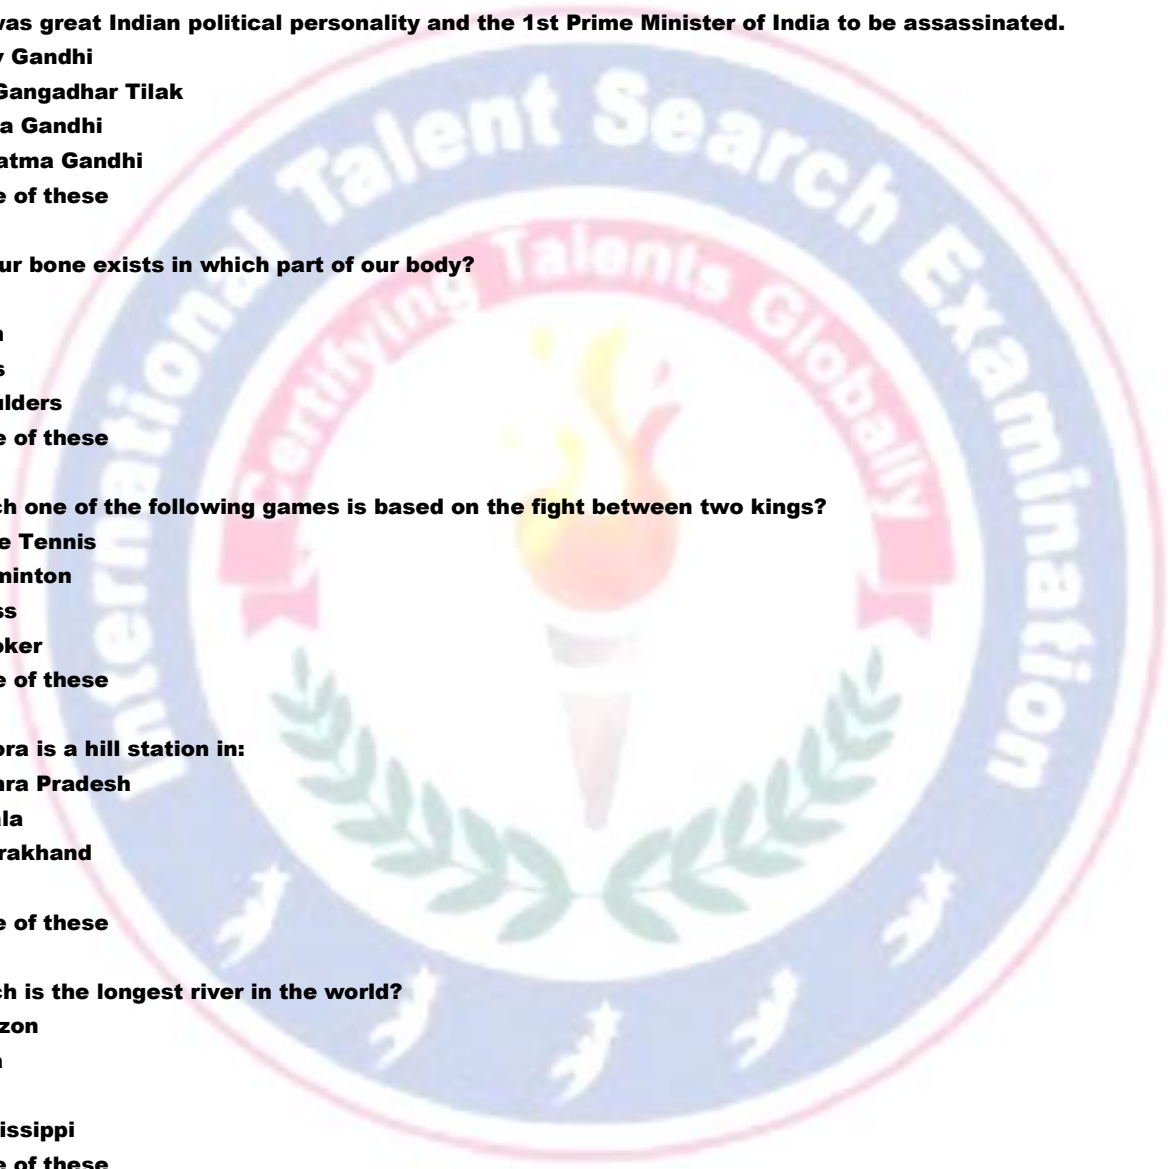 was great Indian political personality and the 1st Prime Minister of India to be assassinated.
Gandhi
Gangadhar Tilak
a Gandhi
atma Gandhi
e of these
ur bone exists in which part of our body?
n
s
ulders
e of these
ch one of the following games is based on the fight between two kings?
e Tennis
minton
ss
oker
e of these
ora is a hill station in:
hra Pradesh
ala
rakhand
e of these
ch is the longest river in the world?
zon
a
issippi
e of these
International Talent Search Examination
Certifying Talents Globally